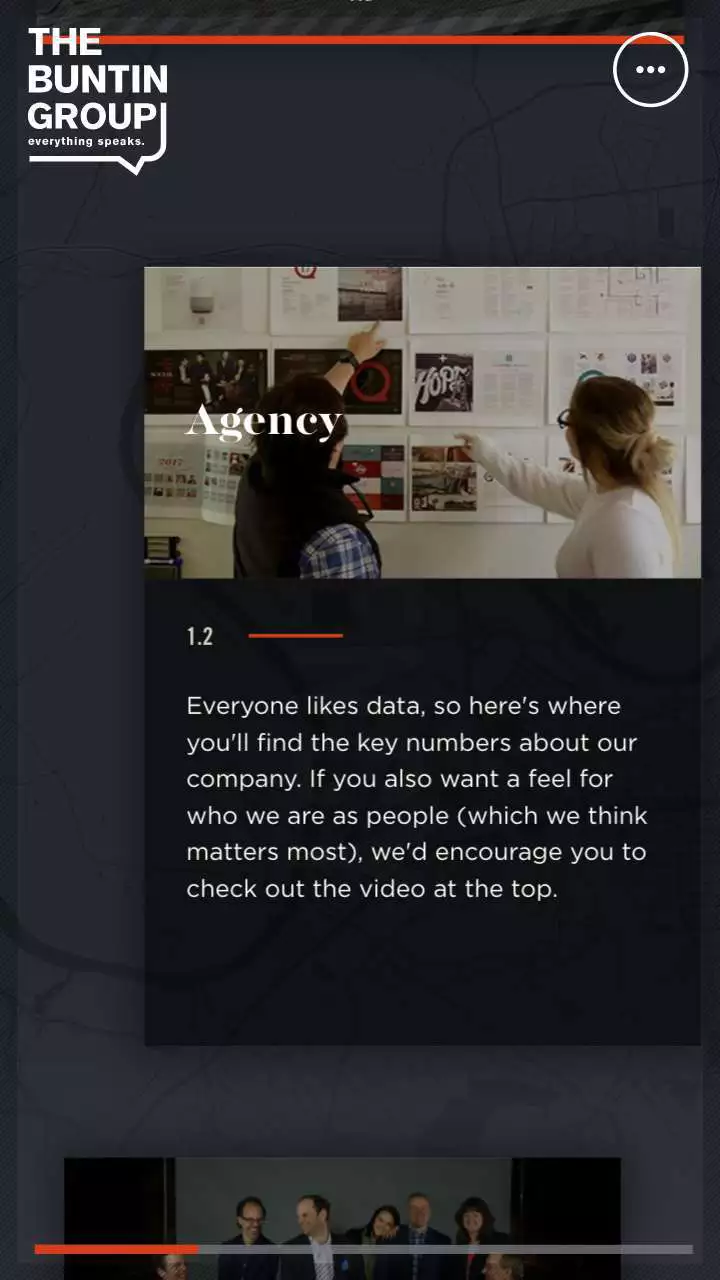 THE
BUNTIN
GROUP
everything speaks.
HOPE
Agency
2017
1.2
Everyone likes data, so here's where
you'll find the key numbers about our
company. If you also want a feel for
who we are as people (which we think
matters most), we'd encourage you to
check out the video at the top.